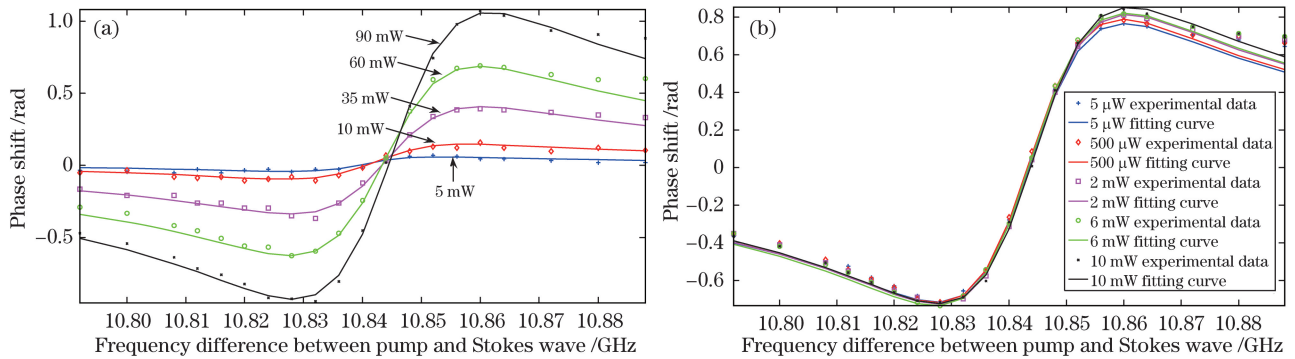 (a)
1.0
0.5
0
−0.5
Phase shift /rad
90 mW
60 mW
35 mW
10 mW
5 mW
10.80 10.81 10.82 10.83 10.84 10.85 10.86 10.87 10.88
Frequency difference between pump and Stokes wave /GHz
(b)
0.8
0.6
0.4
0.2
0
-0.2
-0.4
-0.6
Phase shift /rad
5 μW experimental data
5 μW fitting curve
500 μW experimental data
500 μW fitting curve
2 mW experimental data
2 mW fitting curve
6 mW experimental data
6 mW fitting curve
10 mW experimental data
10 mW fitting curve
10.80 10.81 10.82 10.83 10.84 10.85 10.86 10.87 10.88
Frequency difference between pump and Stokes wave /GHz